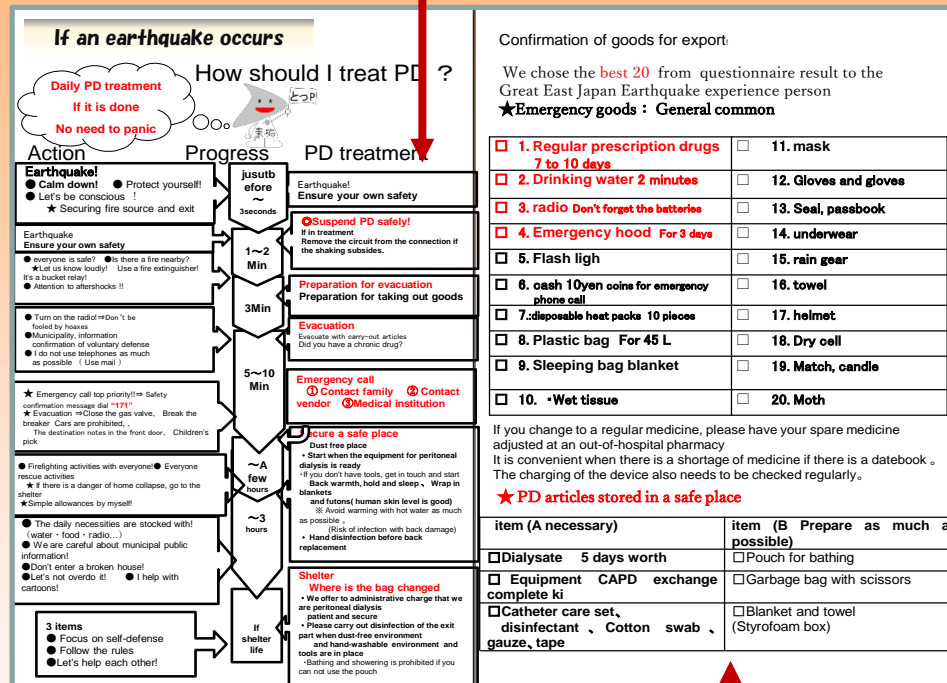 If an earthquake occurs
How should I treat PD ?
Daily PD treatment
If it is done
No need to panic
とっP
Action
Progress
PD treatment
Earthquake!
● Calm down! ● Protect yourself!
● Let's be conscious !
★ Securing fire source and exit
Earthquake
Ensure your own safety
● everyone is safe? ●Is there a fire nearby?
★Let us know loudly! Use a fire extinguisher!
It's a bucket relay!
● Attention to aftershocks !!
● Turn on the radio!⇒Don't be
fooled by hoaxes
●Municipality, information
confirmation of voluntary defense
● I do not use telephones as much
as possible （ Use mail ）
★ Emergency call top priority!!⇒ Safety
confirmation message dial "171"
★ Evacuation ⇒Close the gas valve, Break the
breaker Cars are prohibited, ,
The destination notes in the front door, Children's
pick
● Firefighting activities with everyone!● Everyone
rescue activities
★ If there is a danger of home collapse, go to the
shelter
★Simple allowances by myself!
● The daily necessities are stocked with!
（water・food・radio...）
● We are careful about municipal public
information!
●Don't enter a broken house!
●Let's not overdo it! ● I help with
cartoons!
3 items
● Focus on self-defense
● Follow the rules
●Let's help each other!
jusutb
efore
～
3seconds
1～2
Min
3Min
5～10
Min
～A
few
hours
～3
hours
If
shelter
life
Earthquake!
Ensure your own safety
◎Suspend PD safely!
If in treatment
Remove the circuit from the connection if
the shaking subsides.
Preparation for evacuation
Preparation for taking out goods
Evacuation
Evacuate with carry-out articles
Did you have a chronic drug?
Emergency call
①Contact family ②Contact
vendor ③Medical institution
ecure a safe place
Dust free place
・Start when the equipment for peritoneal
dialysis is ready
・If you don't have tools, get in touch and start
Back warmth, hold and sleep 、 Wrap in
blankets
and futons( human skin level is good)
※ Avoid warming with hot water as much
as possible 。
(Risk of infection with back damage)
・ Hand disinfection before back
replacement
Shelter
Where is the bag changed
・We offer to administrative charge that we
are peritoneal dialysis
patient and secure
・Please carry out disinfection of the exit
part when dust-free environment
and hand-washable environment and
tools are in place
・Bathing and showering is prohibited if you
can not use the pouch
Confirmation of goods for export
We chose the best 20 from questionnaire result to the
Great East Japan Earthquake experience person
★Emergency goods： General common
□ 1. Regular prescription drugs
7 to 10 days
□ 11. mask
□ 2. Drinking water 2 minutes
□ 12. Gloves and gloves
□ 3. radio Don't forget the batteries
□ 13. Seal, passbook
□ 4. Emergency hood For 3 days
□ 14. underwear
□ 5. Flash ligh
□ 15. rain gear
□ 6. cash 10yen coins for emergency
phone call
□ 16. towel
□ 7.:disposable heat packs 10 pieces
□ 17. helmet
□ 8. Plastic bag For 45 L
□ 18. Dry cell
□ 9. Sleeping bag blanket
□ 19. Match, candle
□ 10. ・Wet tissue
□ 20. Moth
If you change to a regular medicine, please have your spare medicine
adjusted at an out-of-hospital pharmacy
It is convenient when there is a shortage of medicine if there is a datebook 。
The charging of the device also needs to be checked regularly。
★ PD articles stored in a safe place
item (A necessary)
item (B Prepare as much a
possible)
□Dialysate 5 days worth
□Pouch for bathing
□ Equipment CAPD exchange
complete ki
□Garbage bag with scissors
□Catheter care set、
disinfectant 、 Cotton swab 、
gauze、tape
□Blanket and towel
(Styrofoam box)